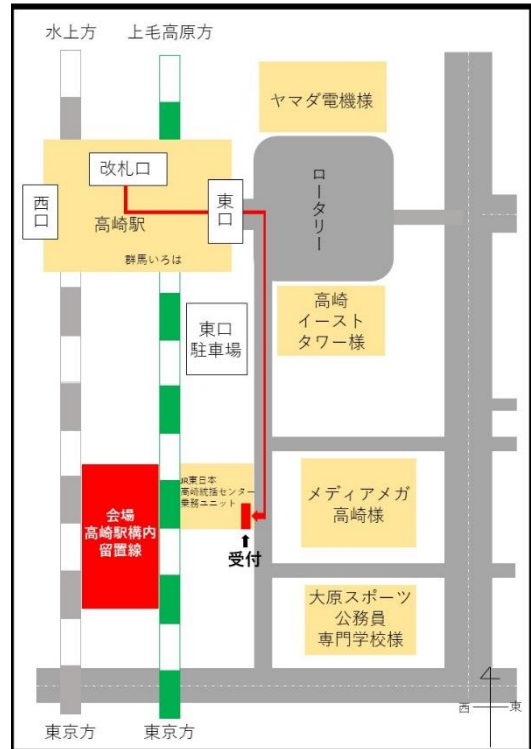 水上方
上毛高原方
ヤマダ電機様
改札口
西口
東口
高崎駅
群馬いろは
ロータリー
高崎
イースト
タワー様
東口
駐車場
JR東日本
高崎統括センター
乗務ユニット
会場
高崎駅構内
留置線
受付
メディアメガ
高崎様
大原スポーツ
公務員
専門学校様
西
東
東京方
東京方